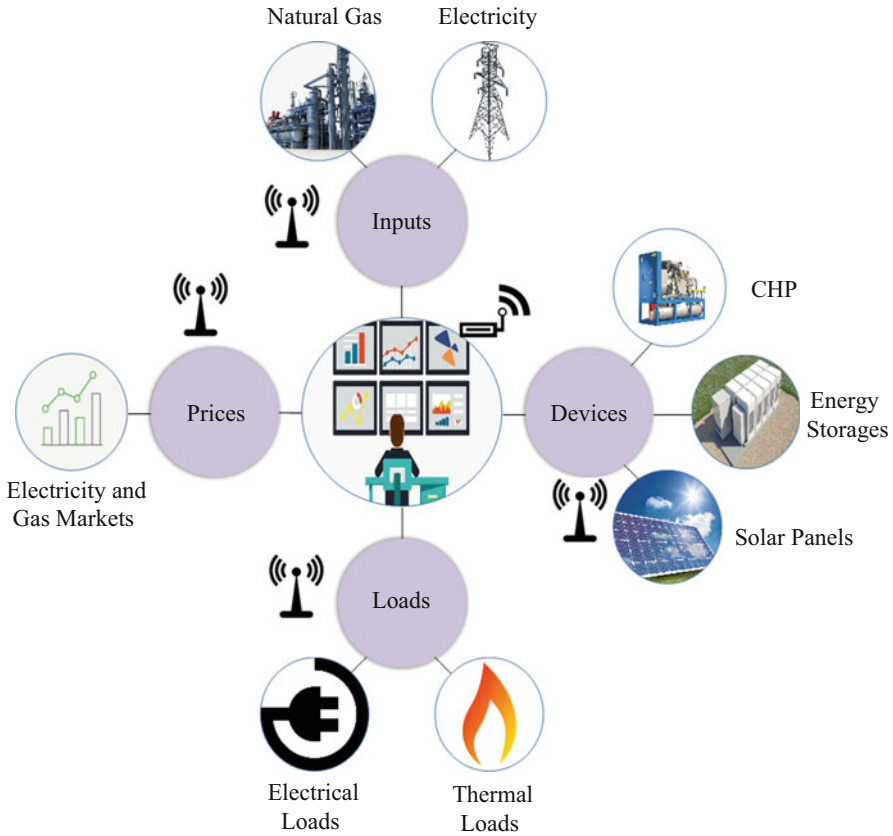 Natural Gas
Electricity
Inputs
CHP
Prices
Devices
Energy
Storages
Electricity and
Gas Markets
Solar Panels
Loads
Electrical
Loads
Thermal
Loads